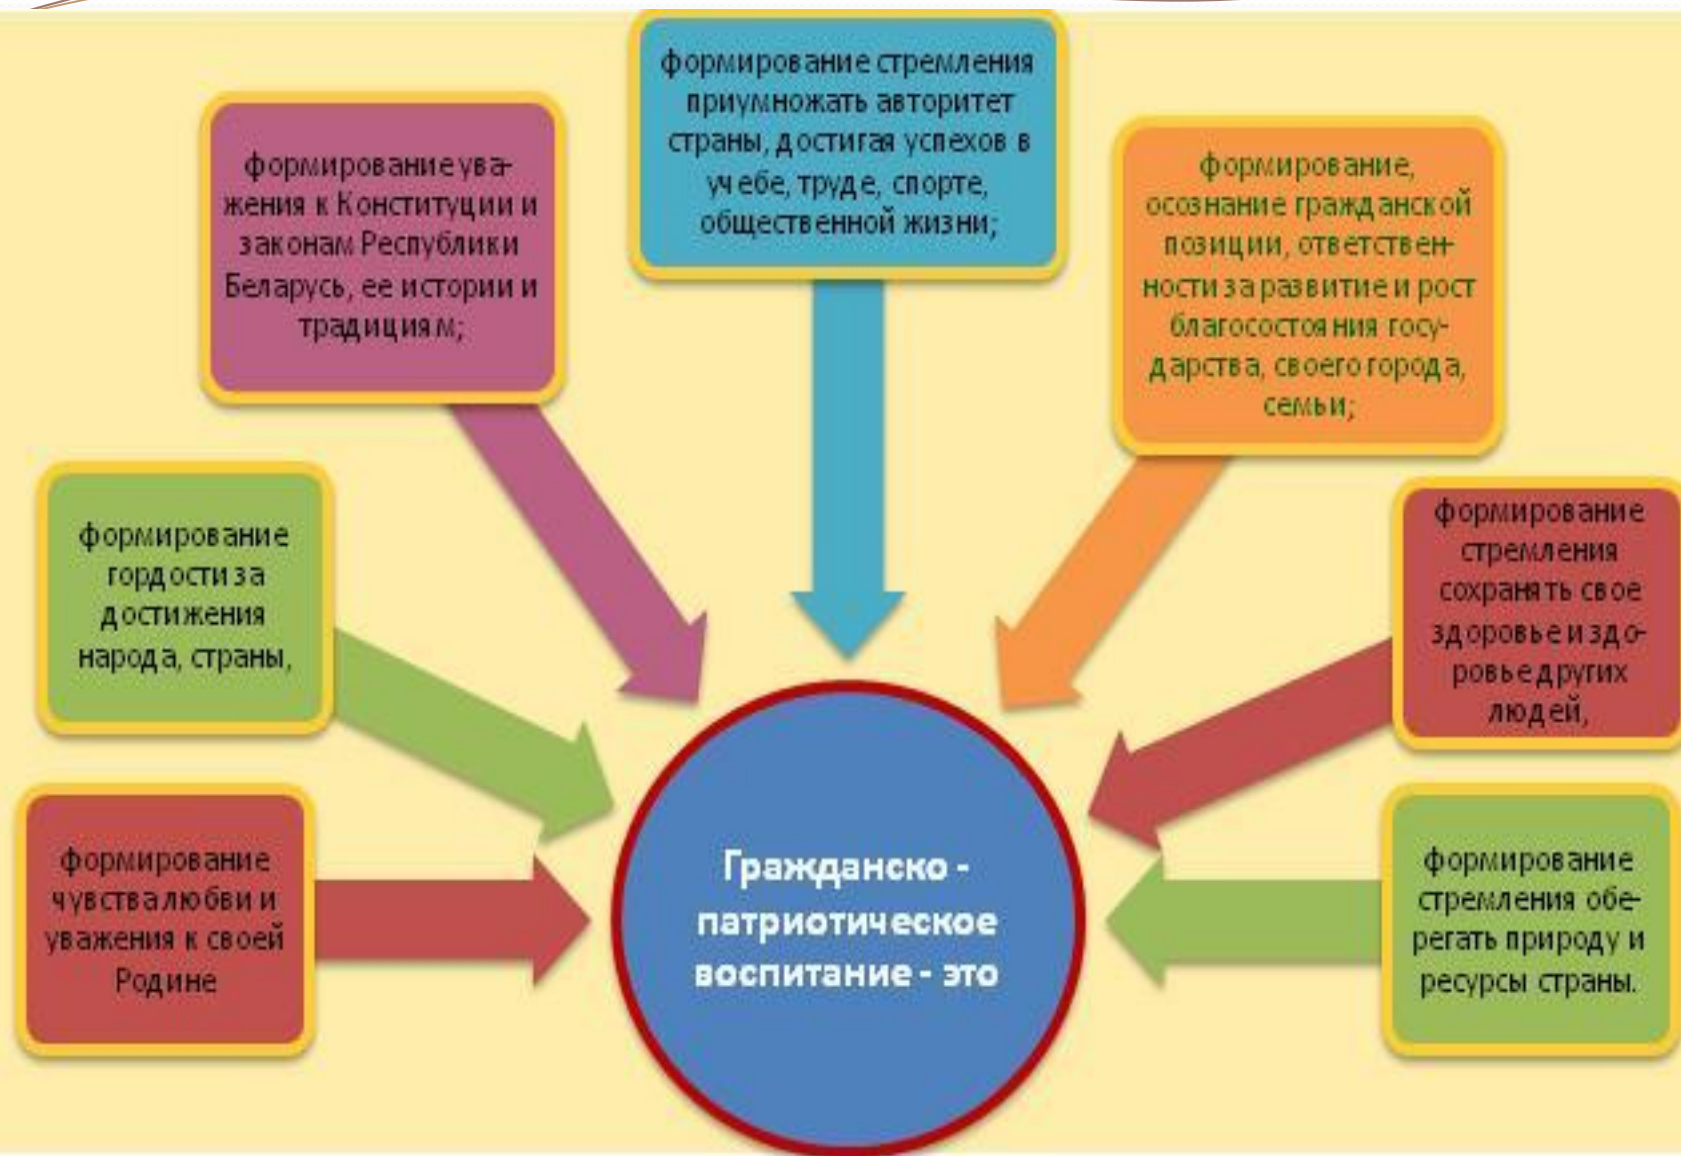 формирование стремления
приумножать авторитет
страны, достигая успехов в
учебе, труде, спорте,
общественной жизни;
формирование ува-
жения к Конституции и
законам Республики
Беларусь, ее истории и
традициям;
формирование,
осознание гражданской
позиции, ответствен-
ности за развитие и рост
благосостояния госу-
дарства, своего города,
семьи;
формирование
гордости за
достижения
народа, страны,
формирование
стремления
сохранять свое
здоровье и здо-
ровье других
людей,
формирование
чувства любви и
уважения к своей
Родине
Гражданско -
патриотическое
воспитание - это
формирование
стремления обе-
регать природу и
ресурсы страны.